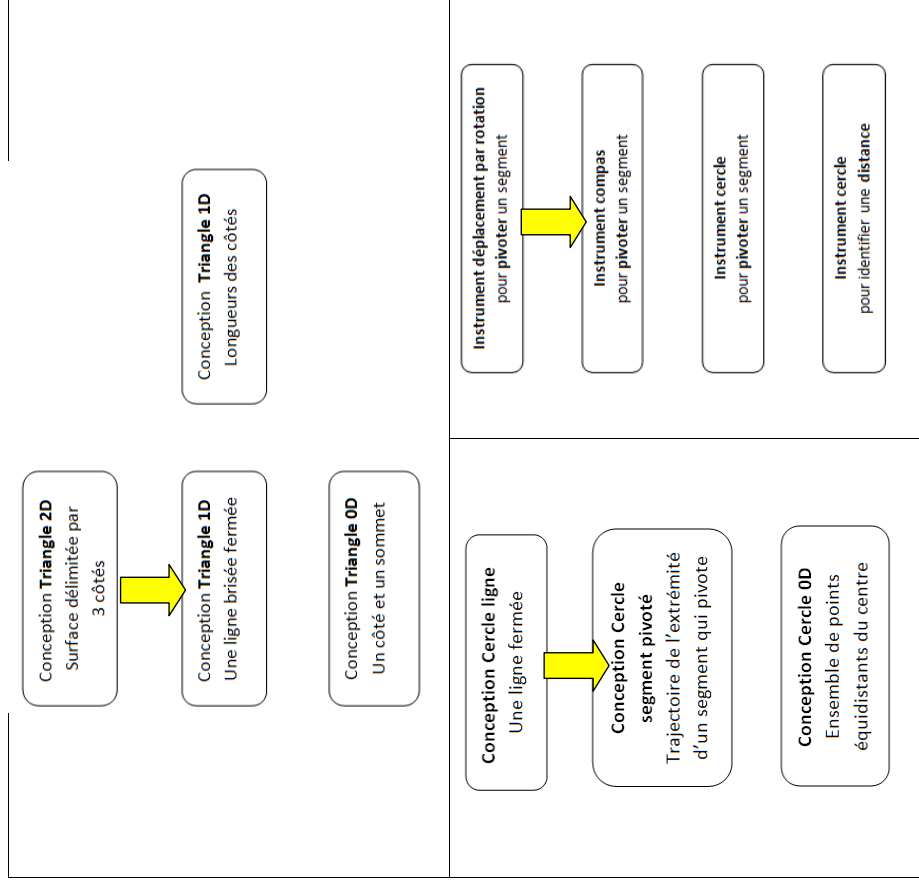 Conception Triangle 2D
Surface délimitée par
3 côtés
Conception Triangle 1D
Une ligne brisée fermée
Conception Triangle 0D
Un côté et un sommet
Conception Triangle 1D
Longueurs des côtés
Conception Cercle ligne
Une ligne fermée
Conception Cercle
segment pivoté
Trajectoire de l'extrémité
d'un segment qui pivote
Conception Cercle 0D
Ensemble de points
équidistants du centre
Instrument déplacement par rotation
pour pivoter un segment
Instrument compas
pour pivoter un segment
Instrument cercle
pour pivoter un segment
Instrument cercle
pour identifier une distance